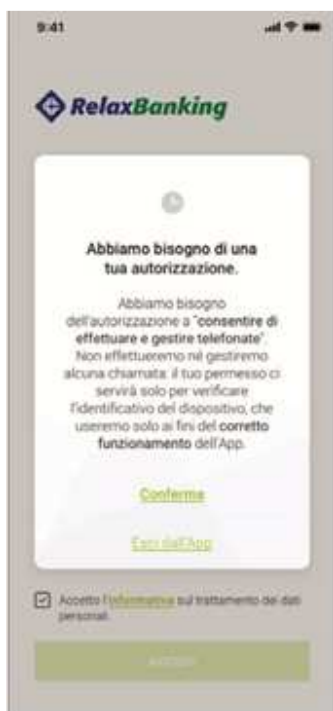 9:41
RelaxBanking
Abbiamo bisogno di una
tua autorizzazione.
Abbiamo bisogno
dell'autorizzazione a "consentire di
effettuare e gestire telefonate".
Non effettueremo né gestiremo
alcuna chiamata: il tuo permesso ci
servirà solo per verificare
l'identificativo del dispositivo, che
useremo solo ai fini del corretto
funzionamento dell'App.
Conferma
Esci dall'App
Accetto l'informativa sul trattamento dei dati
personali